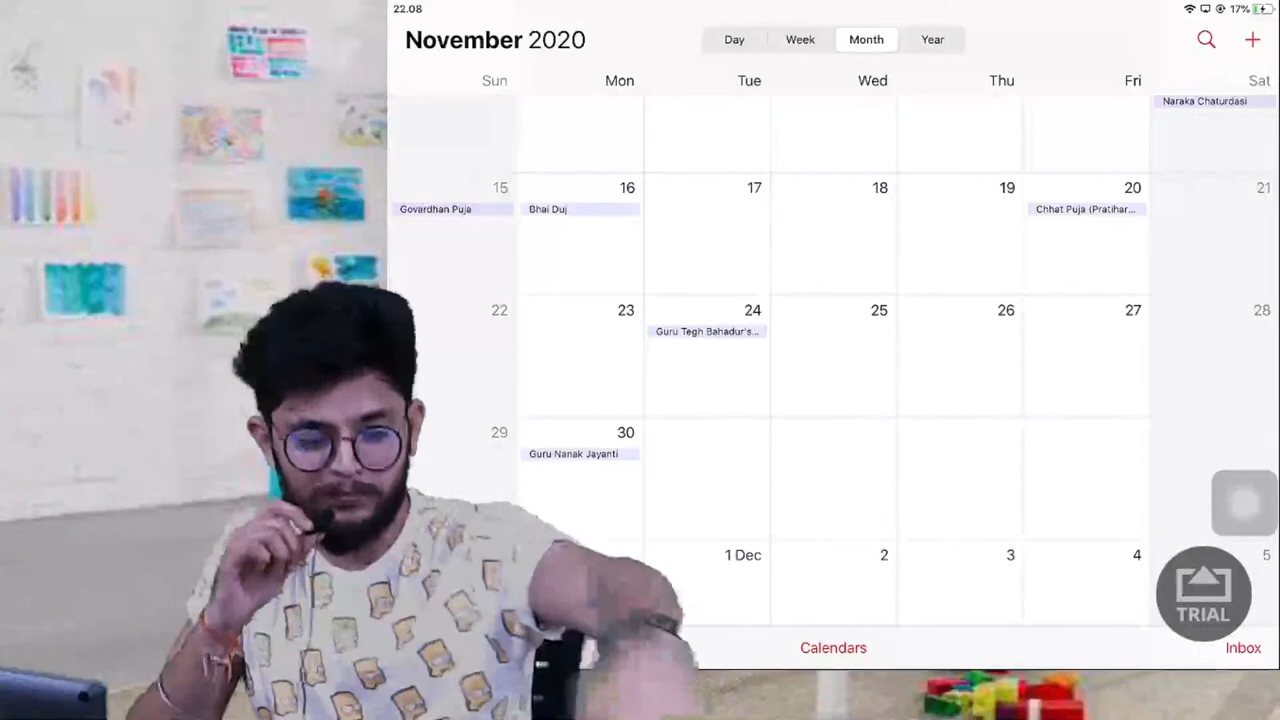 22.08
17%
November 2020
Day Week Month Year
Sun Mon Tue Wed Thu Fri Sat
Naraka Chaturdasi
15 16 17 18 19 20 21
Govardhan Puja Bhai Duj Chhat Puja (Pratihar...
22 23 24 25 26 27 28
Guru Tegh Bahadur's...
29 30
Guru Nanak Jayanti
1 Dec 2 3 4 5
TRIAL
Calendars Inbox